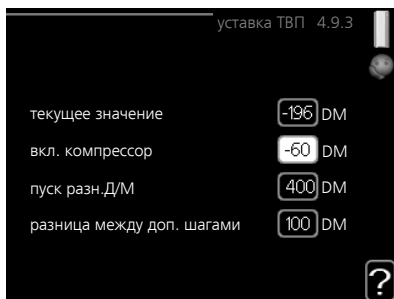 уставка ТВП 4.9.3
текущее значение -196 DM
вкл. компрессор -60 DM
пуск разн.Д/М 400 DM
разница между доп. шагами 100 DM
?